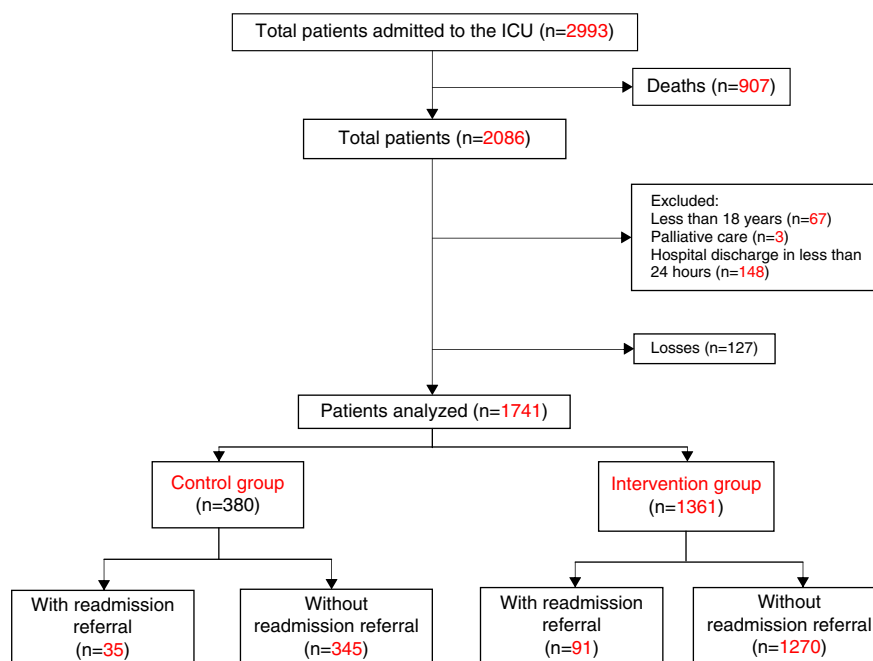 Total patients admitted to the ICU (n=2993)
Deaths (n=907)
Total patients (n=2086)
Excluded:
Less than 18 years (n=67)
Palliative care (n=3)
Hospital discharge in less than
24 hours (n=148)
Losses (n=127)
Patients analyzed (n=1741)
Control group
(n=380)
Intervention group
(n=1361)
With readmission
referral
(n=35)
Without
readmission referral
(n=345)
With readmission
referral
(n=91)
Without
readmission referral
(n=1270)